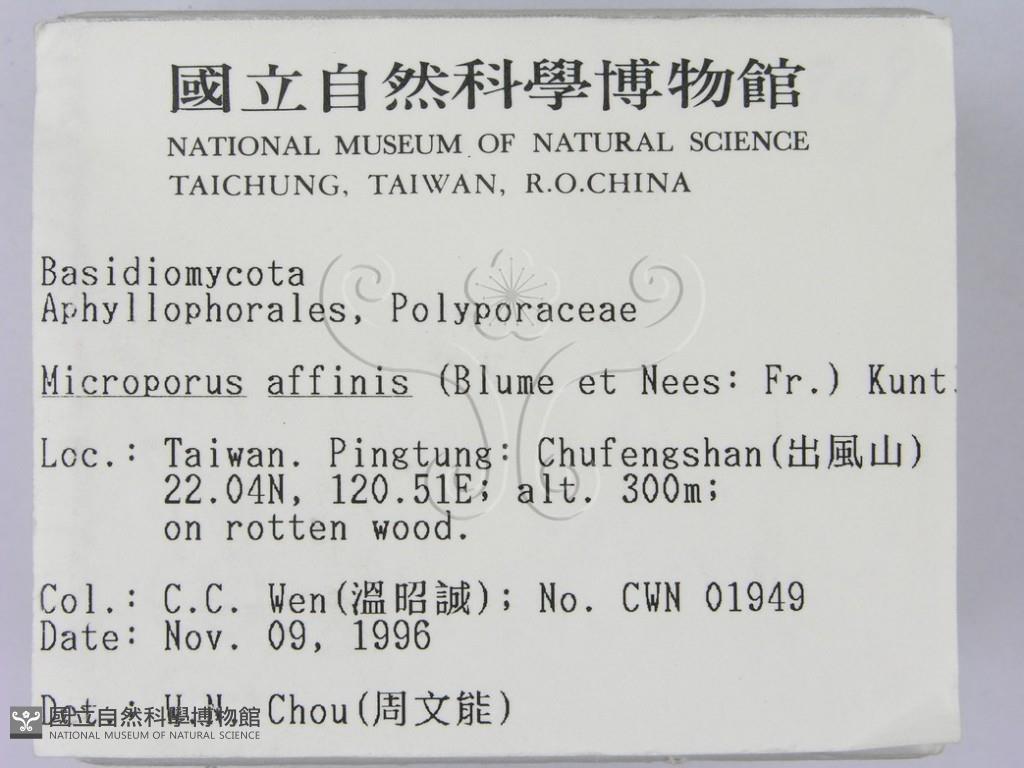 國立自然科學博物館
NATIONAL MUSEUM OF NATURAL SCIENCE
TAICHUNG, TAIWAN, R.O.CHINA
Basidiomycota
Aphyllophorales, Polyporaceae
Microporus affinis (Blume et Nees: Fr.) Kunt.
Loc.: Taiwan. Pingtung: Chufengshan(出風山)
22.04N, 120.51E; alt. 300m;
on rotten wood.
Col.: C.C. Wen(溫昭誠); No. CWN 01949
Date: Nov. 09, 1996
Det.: W.N. Chou(周文能)
國立自然科學博物館
NATIONAL MUSEUM OF NATURAL SCIENCE